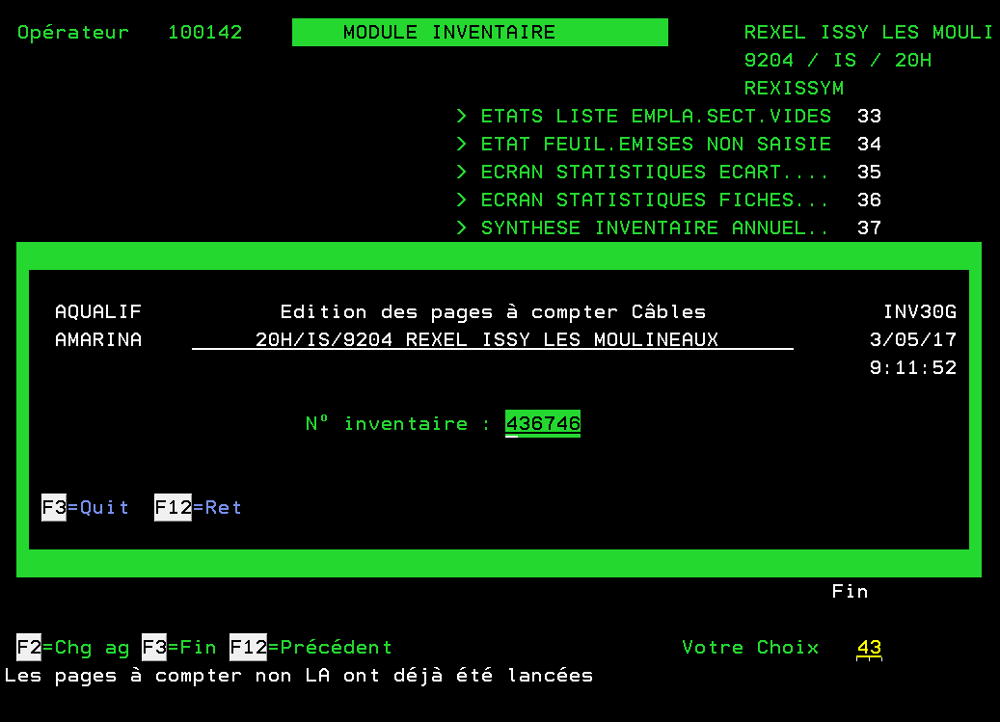 Opérateur 100142 MODULE INVENTAIRE REXEL ISSY LES MOULI
9204 / IS / 20H
REXISSYM
> ETATS LISTE EMPLA.SECT.VIDES 33
> ETAT FEUIL.EMISES NON SAISIE 34
> ECRAN STATISTIQUES ECART.... 35
> ECRAN STATISTIQUES FICHES... 36
> SYNTHESE INVENTAIRE ANNUEL.. 37
AQUALIF Edition des pages à compter Câbles INV30G
AMARINA 20H/IS/9204 REXEL ISSY LES MOULINEAUX 3/05/17
9:11:52
N° inventaire : 436746
F3=Quit F12=Ret
Fin
F2=Chg ag F3=Fin F12=Précédent Votre Choix 43
Les pages à compter non LA ont déjà été lancées